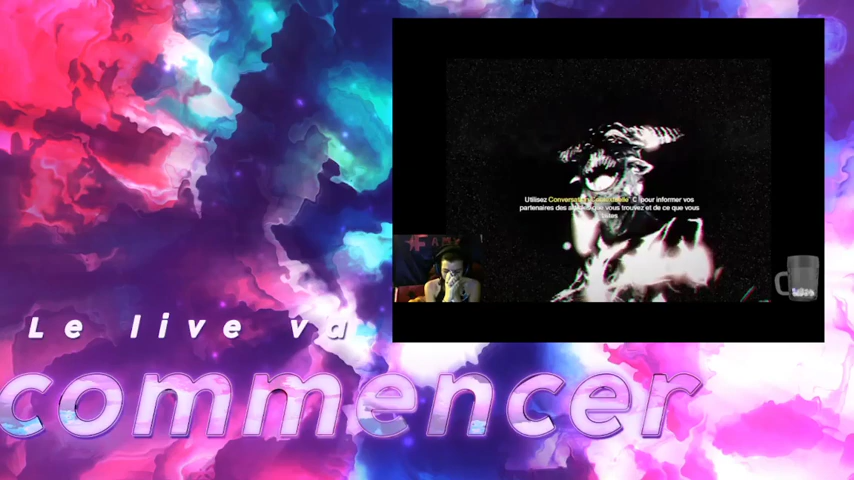 Utilisez Conversation C pour informer vos
partenaires des que vous trouvez et de ce que vous
faites
Le live va
commencer